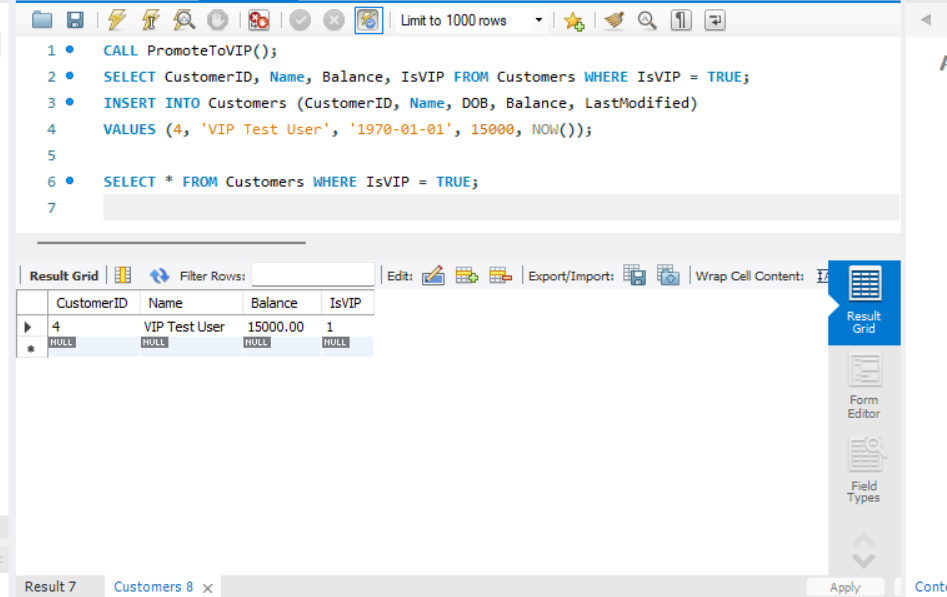 Limit to 1000 rows
1 CALL PromoteToVIP();
2 SELECT CustomerID, Name, Balance, IsVIP FROM Customers WHERE IsVIP = TRUE;
3 INSERT INTO Customers (CustomerID, Name, DOB, Balance, LastModified)
4 VALUES (4, 'VIP Test User', '1970-01-01', 15000, NOW());
5
6 SELECT * FROM Customers WHERE IsVIP = TRUE;
7
Result Grid Filter Rows: Edit: Export/Import: Wrap Cell Content:
CustomerID Name Balance IsVIP
4 VIP Test User 15000.00 1
NULL NULL NULL NULL
Result
Grid
Form
Editor
Field
Types
Result 7 Customers 8 Apply